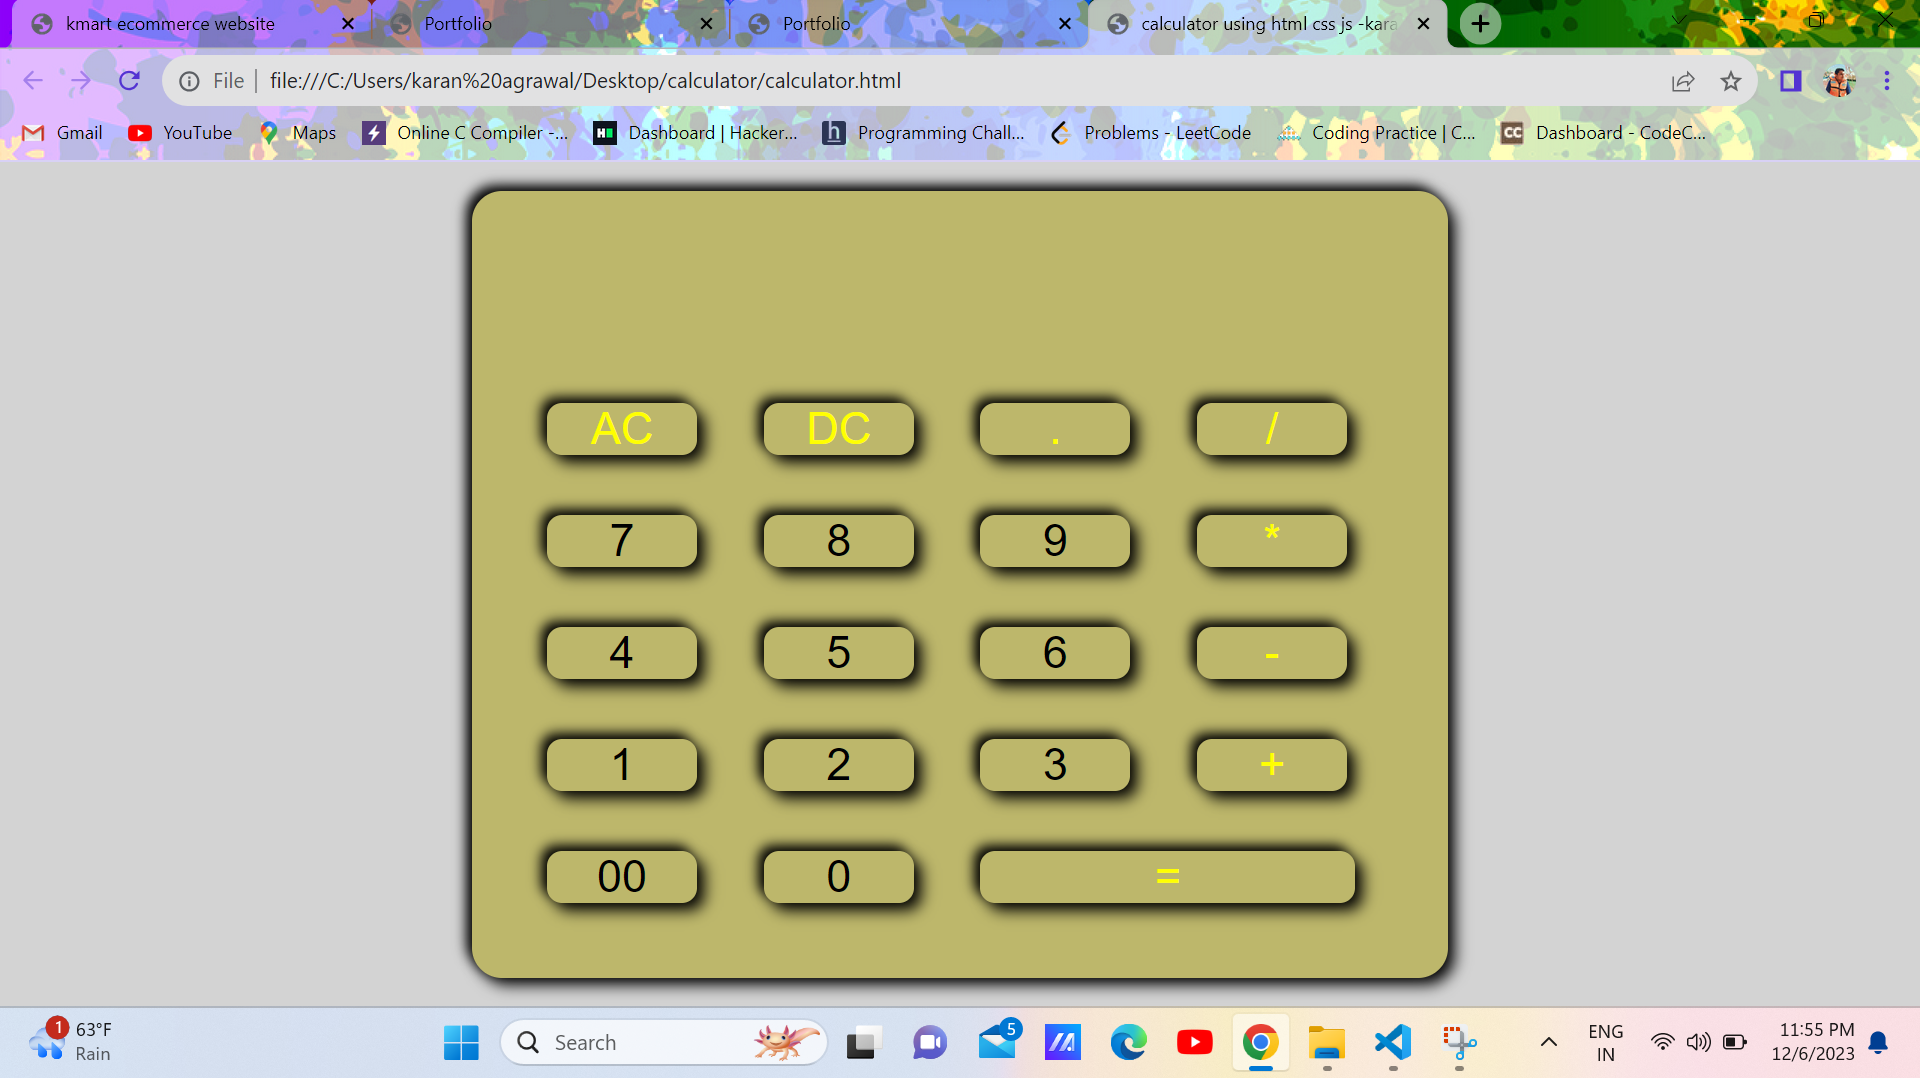 kmart ecommerce website
Portfolio
Portfolio
calculator using html css js -kara
File
file:///C:/Users/karan%20agrawal/Desktop/calculator/calculator.html
Gmail
YouTube
Maps
Online C Compiler -...
Dashboard | Hacker...
Programming Chall...
Problems - LeetCode
Coding Practice | C...
CC
Dashboard - CodeC...
AC DC . /
7 8 9 *
4 5 6 -
1 2 3 +
00 0 =
1
63°F
Rain
Search
5
ENG
IN
11:55 PM
12/6/2023